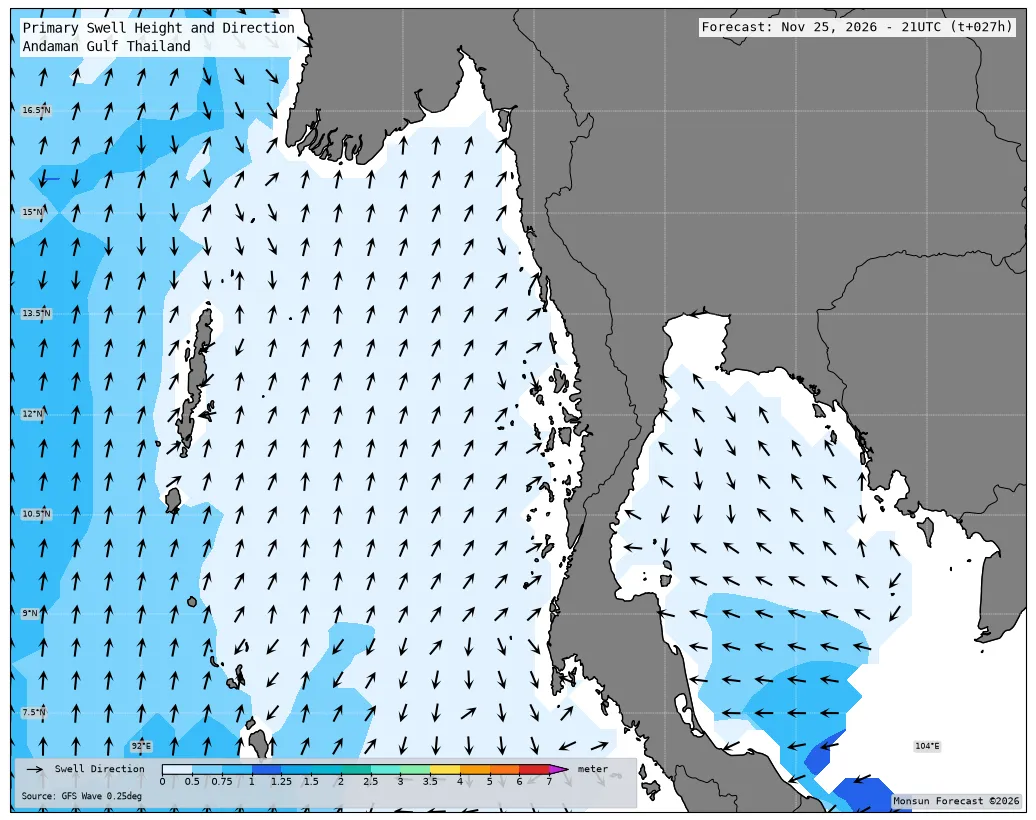 Primary Swell Height and Direction
Andaman Gulf Thailand
Forecast: Nov 25, 2026 - 21UTC (t+027h)
16.5°N
15°N
13.5°N
12°N
10.5°N
9°N
7.5°N
92°E
104°E
Swell Direction
0 0.5 0.75 1 1.25 1.5 2 2.5 3 3.5 4 5 6 meter
Source: GFS Wave 0.25deg
Monsun Forecast ©2026